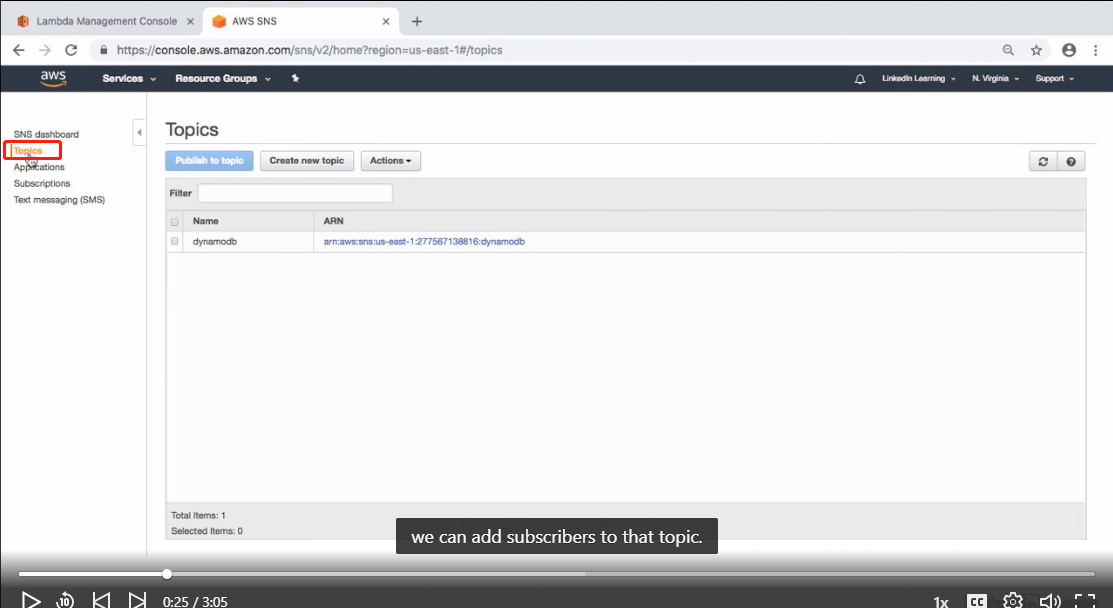 Lambda Management Console
AWS SNS
https://console.aws.amazon.com/sns/v2/home?region=us-east-1#/topics
aws
Services
Resource Groups
LinkedIn Learning
N. Virginia
Support
SNS dashboard
Topics
Applications
Subscriptions
Text messaging (SMS)
Topics
Publish to topic
Create new topic
Actions
Filter
Name
ARN
dynamodb
arn:aws:sns:us-east-1:277567138816:dynamodb
Total Items: 1
Selected Items: 0
we can add subscribers to that topic.
10
0:25 / 3:05
1x
CC